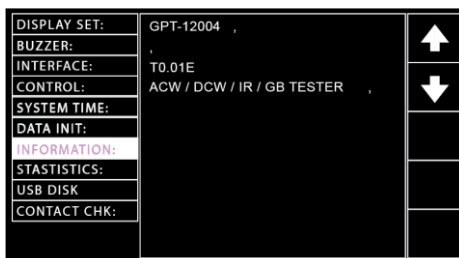 DISPLAY SET:
BUZZER:
INTERFACE:
CONTROL:
SYSTEM TIME:
DATA INIT:
INFORMATION:
STASTISTICS:
USB DISK
CONTACT CHK:
GPT-12004 ,
,
T0.01E
ACW / DCW / IR / GB TESTER ,